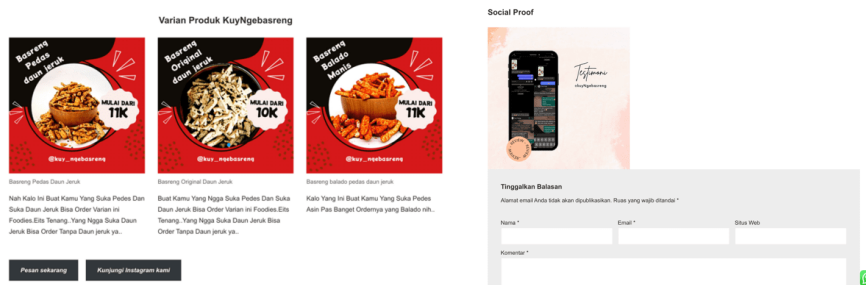 Varian Produk KuyNgebasreng
Basreng
Pedas
daun jeruk
MULAI DARI
11K
@kuy_ngebasreng
Basreng Pedas Daun Jeruk
Nah Kalo Ini Buat Kamu Yang Suka Pedes Dan
Suka Daun Jeruk Bisa Order Varian ini
Foodies.Eits Tenang..Yang Ngga Suka Daun
Jeruk Bisa Order Tanpa Daun jeruk ya..
Basreng
Original
daun jeruk
MULAI DARI
10K
@kuy_ngebasreng
Basreng Original Daun Jeruk
Buat Kamu Yang Ngga Suka Pedes Dan Suka
Daun Jeruk Bisa Order Varian ini Foodies.Eits
Tenang..Yang Ngga Suka Daun Jeruk Bisa
Order Tanpa Daun jeruk ya..
Basreng
Balado
Manis
MULAI DARI
11K
@kuy_ngebasreng
Basreng balado pedas daun jeruk
Kalo Yang Ini Buat Kamu Yang Suka Pedes
Asin Pas Banget Ordernya yang Balado nih..
Pesan sekarang
Kunjungi Instagram kami
Social Proof
Testimoni
#KuyNgebasreng
Tinggalkan Balasan
Alamat email Anda tidak akan dipublikasikan. Ruas yang wajib ditandai *
Nama *
Email *
Situs Web
Komentar *